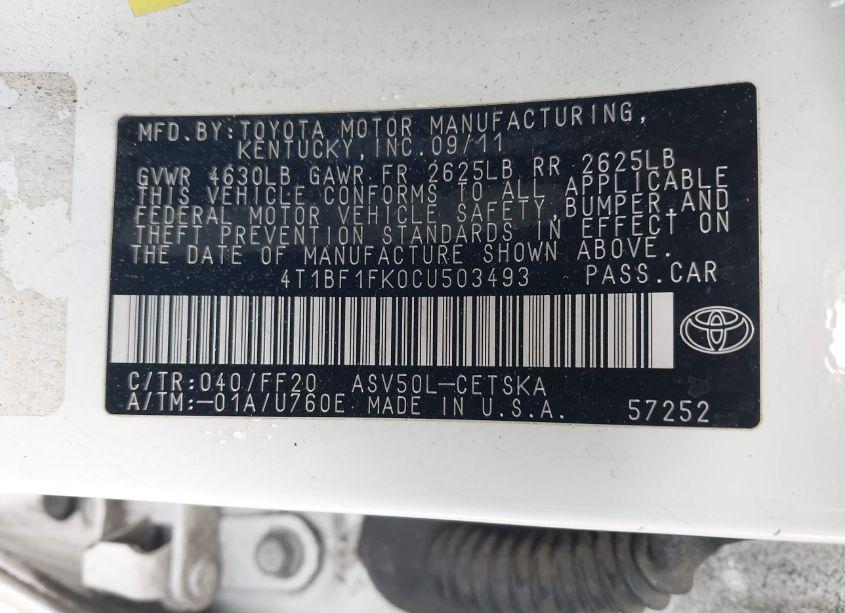 MFD. BY: TOYOTA MOTOR MANUFACTURING,
KENTUCKY, INC. 09/11
GVWR 4630LB GAWR FR 2625LB RR 2625LB
THIS VEHICLE CONFORMS TO ALL APPLICABLE
FEDERAL MOTOR VEHICLE SAFETY, BUMPER, AND
THEFT PREVENTION STANDARDS IN EFFECT ON
THE DATE OF MANUFACTURE SHOWN ABOVE.
4T1BF1FK0CU503493 PASS. CAR
C/TR: 040/FF20 ASV50L-CETSKA
A/TM: -01A/U760E MADE IN U.S.A. 57252